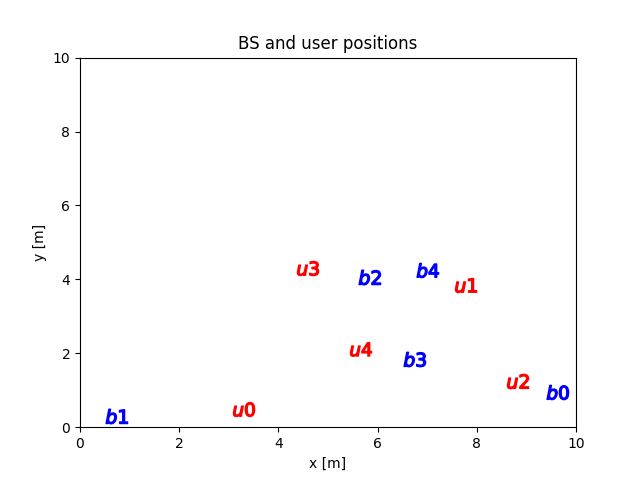 BS and user positions
10
8
6
y [m]
u3 b2 b4 u1
4
u4 b3
2
u2 b0
b1 u0
0
0 2 4 6 8 10
x [m]